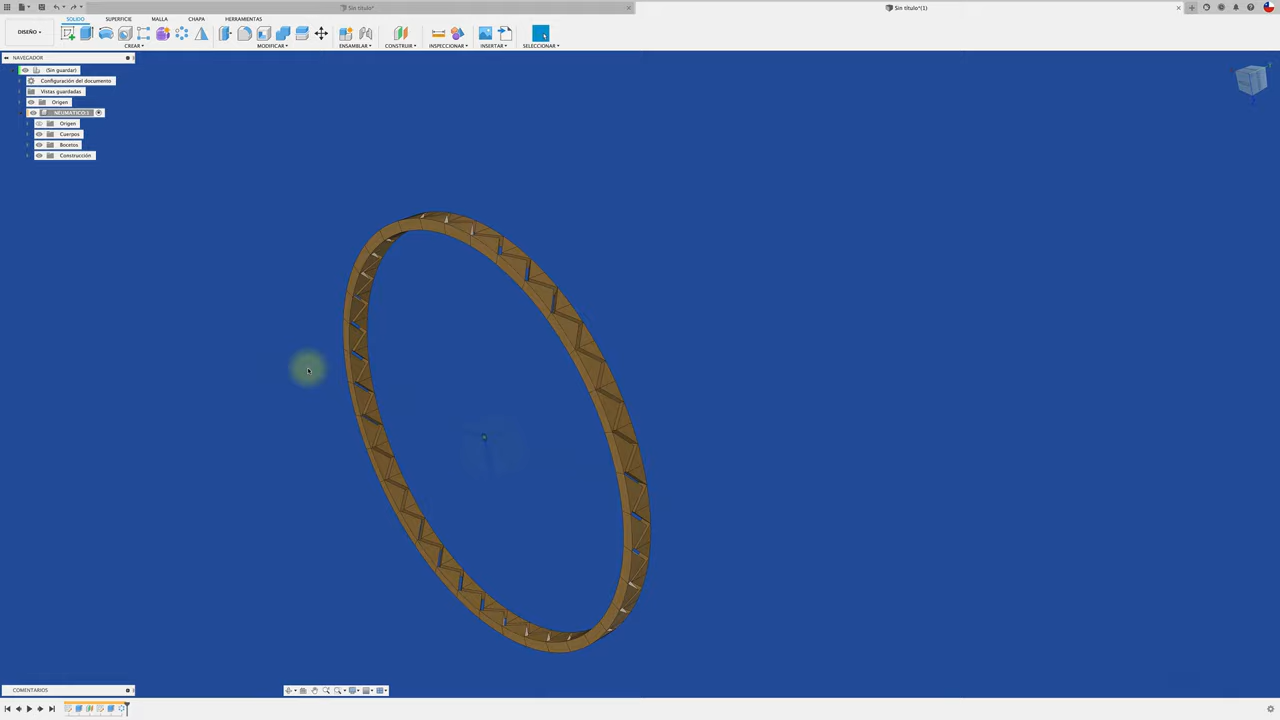 Sin título*
Sin título*(1)
DISEÑO
SÓLIDO
SUPERFICIE
MALLA
CHAPA
HERRAMIENTAS
CREAR
MODIFICAR
ENSAMBLAR
CONSTRUIR
INSPECCIONAR
INSERTAR
SELECCIONAR
NAVEGADOR
(Sin guardar)
Configuración del documento
Vistas guardadas
Origen
Origen
Cuerpos
Bocetos
Construcción
COMENTARIOS